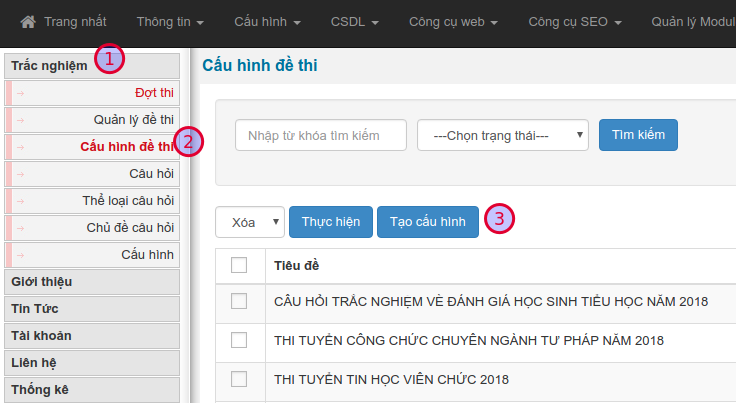 Trang nhất Thông tin Cấu hình CSDL Công cụ web Công cụ SEO Quản lý Modul
Trắc nghiệm 1
Đợt thi
Quản lý đề thi
Cấu hình đề thi 2
Câu hỏi
Thể loại câu hỏi
Chủ đề câu hỏi
Cấu hình
Giới thiệu
Tin Tức
Tài khoản
Liên hệ
Thống kê
Cấu hình đề thi
Nhập từ khóa tìm kiếm ---Chọn trạng thái--- Tìm kiếm
Xóa Thực hiện Tạo cấu hình 3
Tiêu đề
CÂU HỎI TRẮC NGHIỆM VỀ ĐÁNH GIÁ HỌC SINH TIỂU HỌC NĂM 2018
THI TUYỂN CÔNG CHỨC CHUYÊN NGÀNH TƯ PHÁP NĂM 2018
THI TUYỂN TIN HỌC VIÊN CHỨC 2018